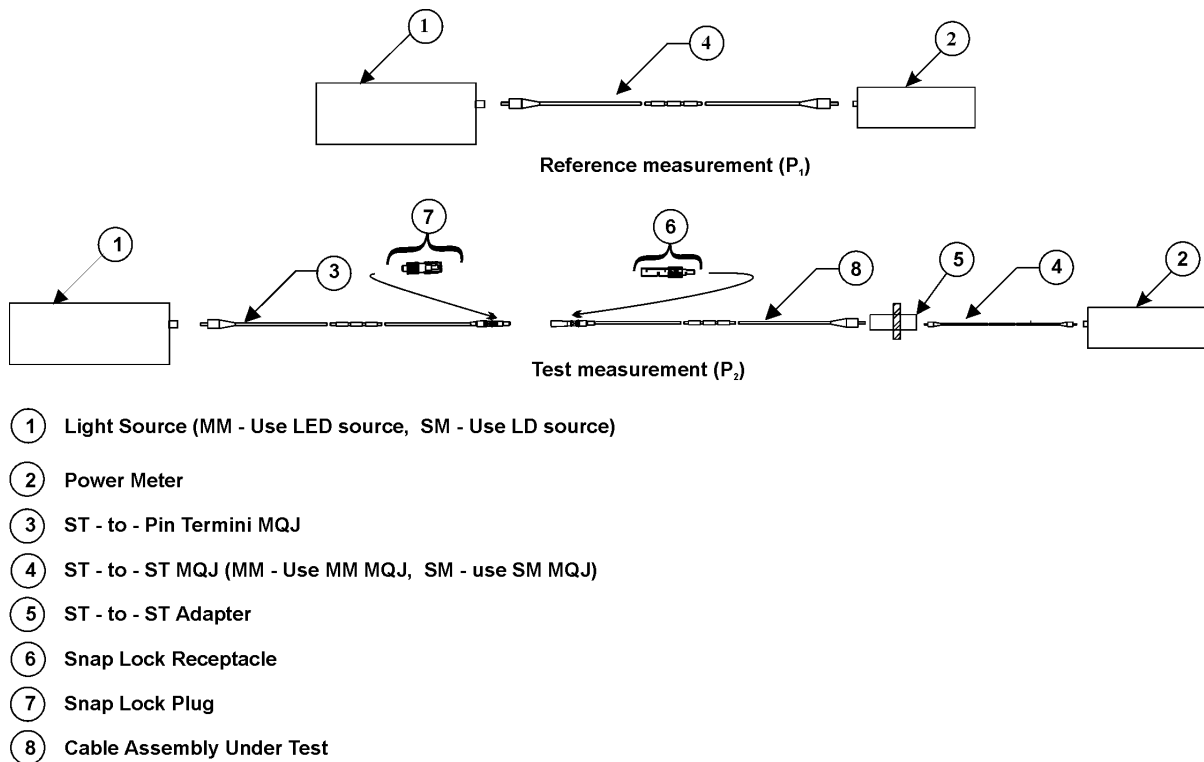 1
4
2
Reference measurement (P₁)
7
6
1
3
8
5
4
2
Test measurement (P₂)
1 Light Source (MM - Use LED source, SM - Use LD source)
2 Power Meter
3 ST - to - Pin Termini MQJ
4 ST - to - ST MQJ (MM - Use MM MQJ, SM - use SM MQJ)
5 ST - to - ST Adapter
6 Snap Lock Receptacle
7 Snap Lock Plug
8 Cable Assembly Under Test